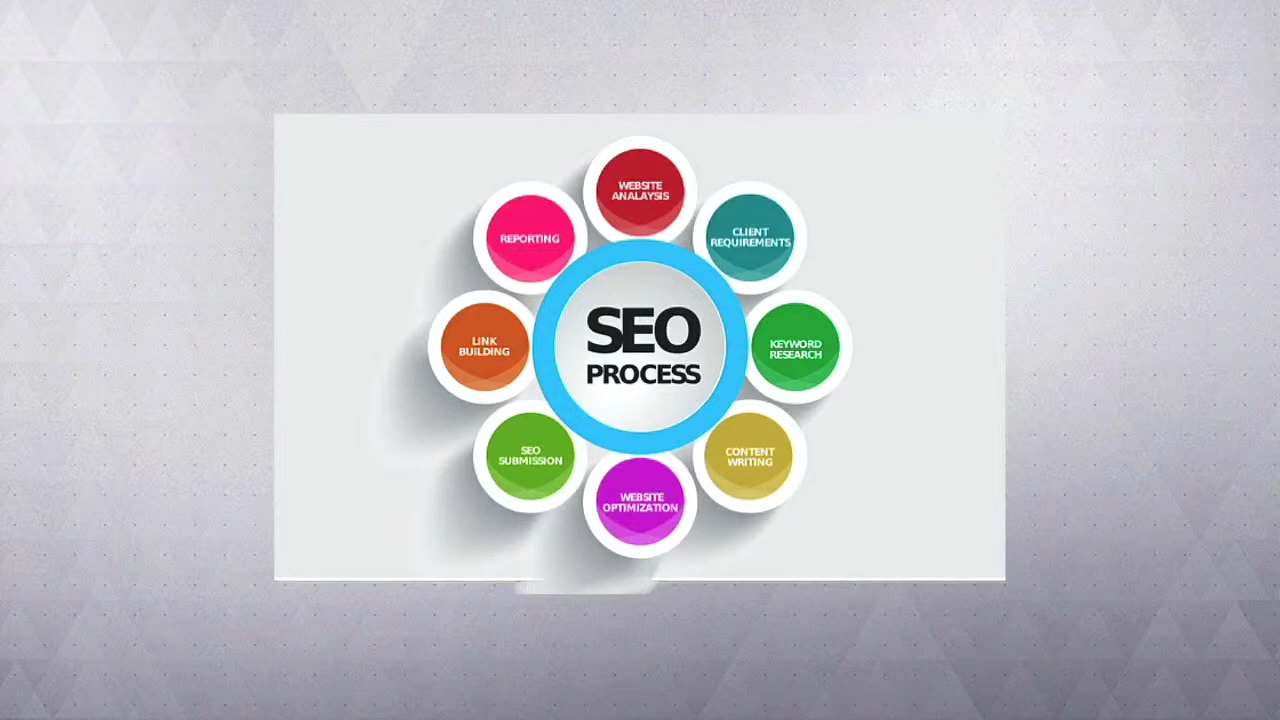 WEBSITE
ANALAYSIS
CLIENT
REQUIREMENTS
KEYWORD
RESEARCH
CONTENT
WRITING
WEBSITE
OPTIMIZATION
SEO
SUBMISSION
LINK
BUILDING
REPORTING
SEO
PROCESS